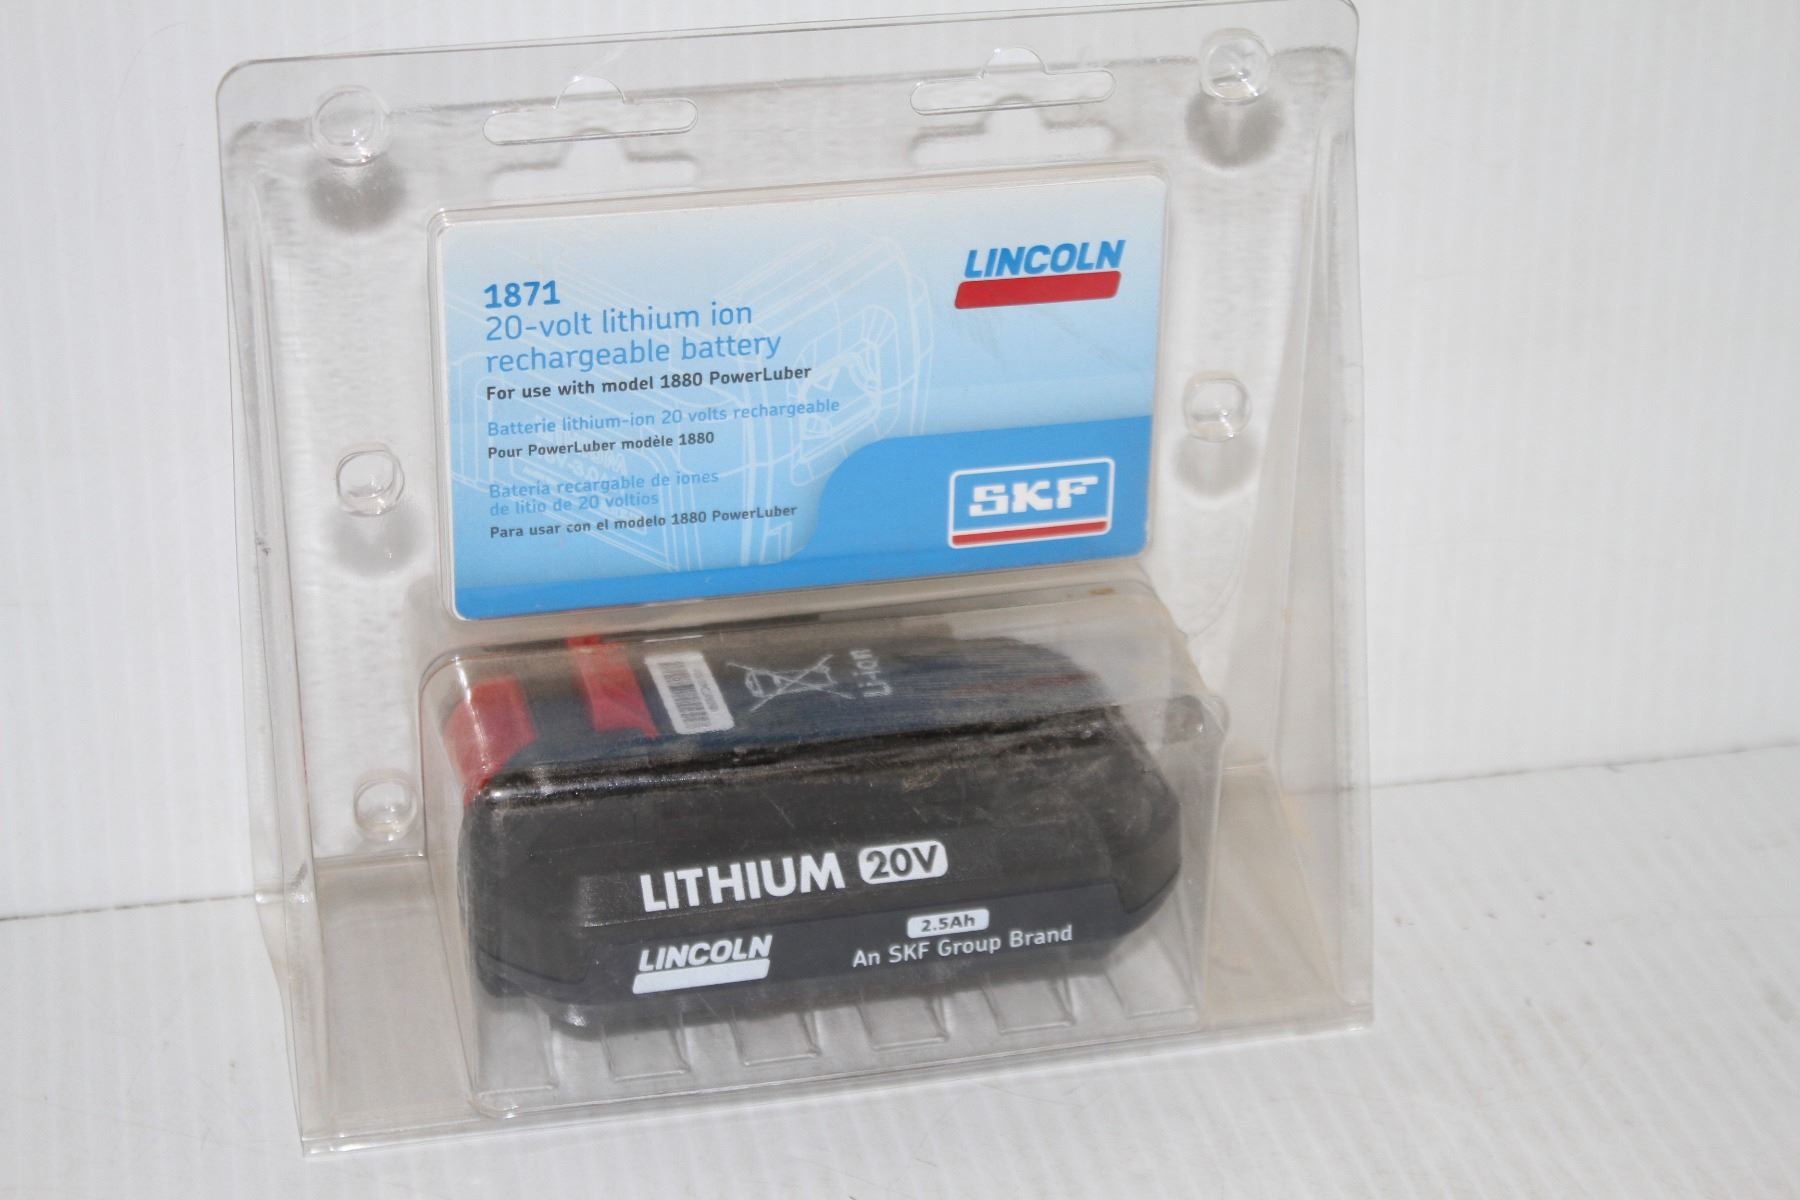 LINCOLN
1871
20-volt lithium ion
rechargeable battery
For use with model 1880 PowerLuber
Batterie lithium-ion 20 volts rechargeable
Pour PowerLuber modèle 1880
Batería recargable de iones
de litio de 20 voltios
Para usar con el modelo 1880 PowerLuber
SKF
Li-ion
LITHIUM 20V
2.5Ah
LINCOLN
An SKF Group Brand